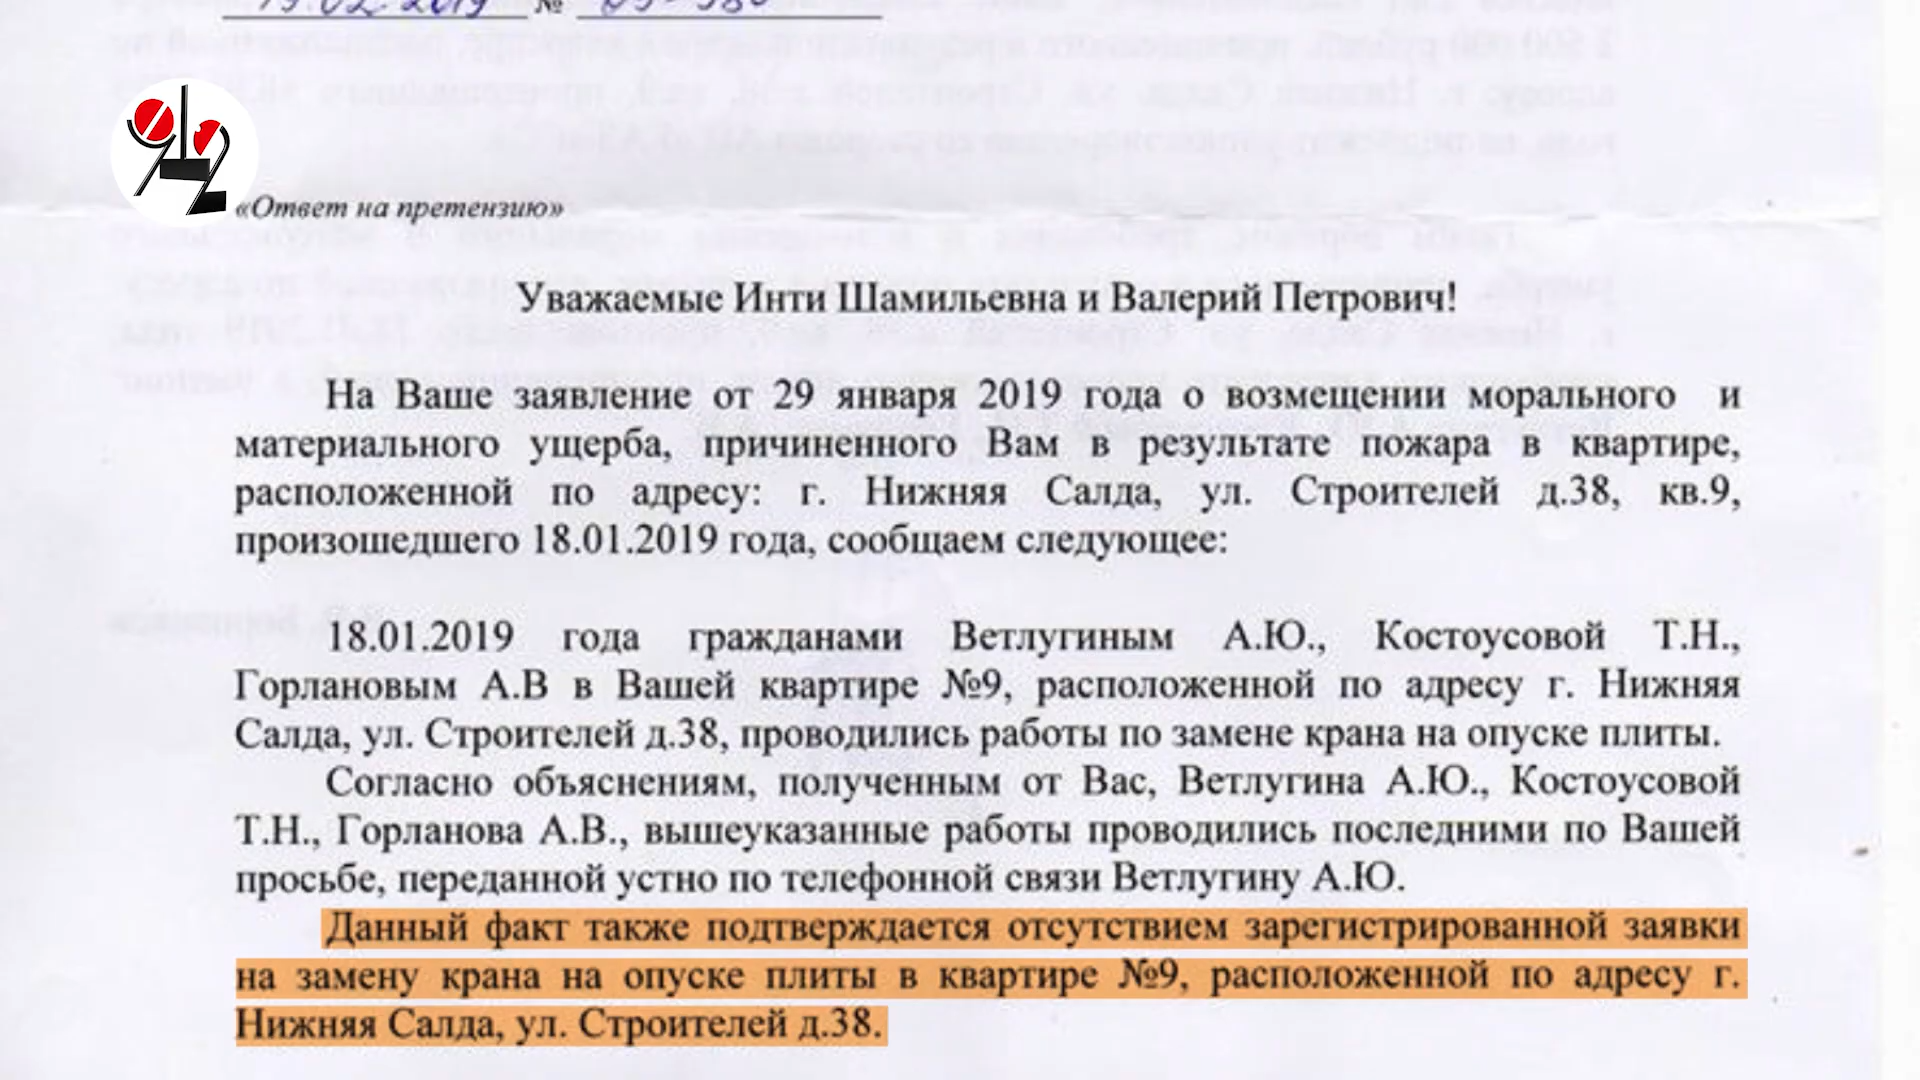 19.02.2019 №
«Ответ на претензию»
Уважаемые Инти Шамильевна и Валерий Петрович!
На Ваше заявление от 29 января 2019 года о возмещении морального и
материального ущерба, причиненного Вам в результате пожара в квартире,
расположенной по адресу: г. Нижняя Салда, ул. Строителей д.38, кв.9,
произошедшего 18.01.2019 года, сообщаем следующее:
18.01.2019 года гражданами Ветлугиным А.Ю., Костоусовой Т.Н.,
Горлановым А.В в Вашей квартире №9, расположенной по адресу г. Нижняя
Салда, ул. Строителей д.38, проводились работы по замене крана на опуске плиты.
Согласно объяснениям, полученным от Вас, Ветлугина А.Ю., Костоусовой
Т.Н., Горланова А.В., вышеуказанные работы проводились последними по Вашей
просьбе, переданной устно по телефонной связи Ветлугину А.Ю.
Данный факт также подтверждается отсутствием зарегистрированной заявки
на замену крана на опуске плиты в квартире №9, расположенной по адресу г.
Нижняя Салда, ул. Строителей д.38.